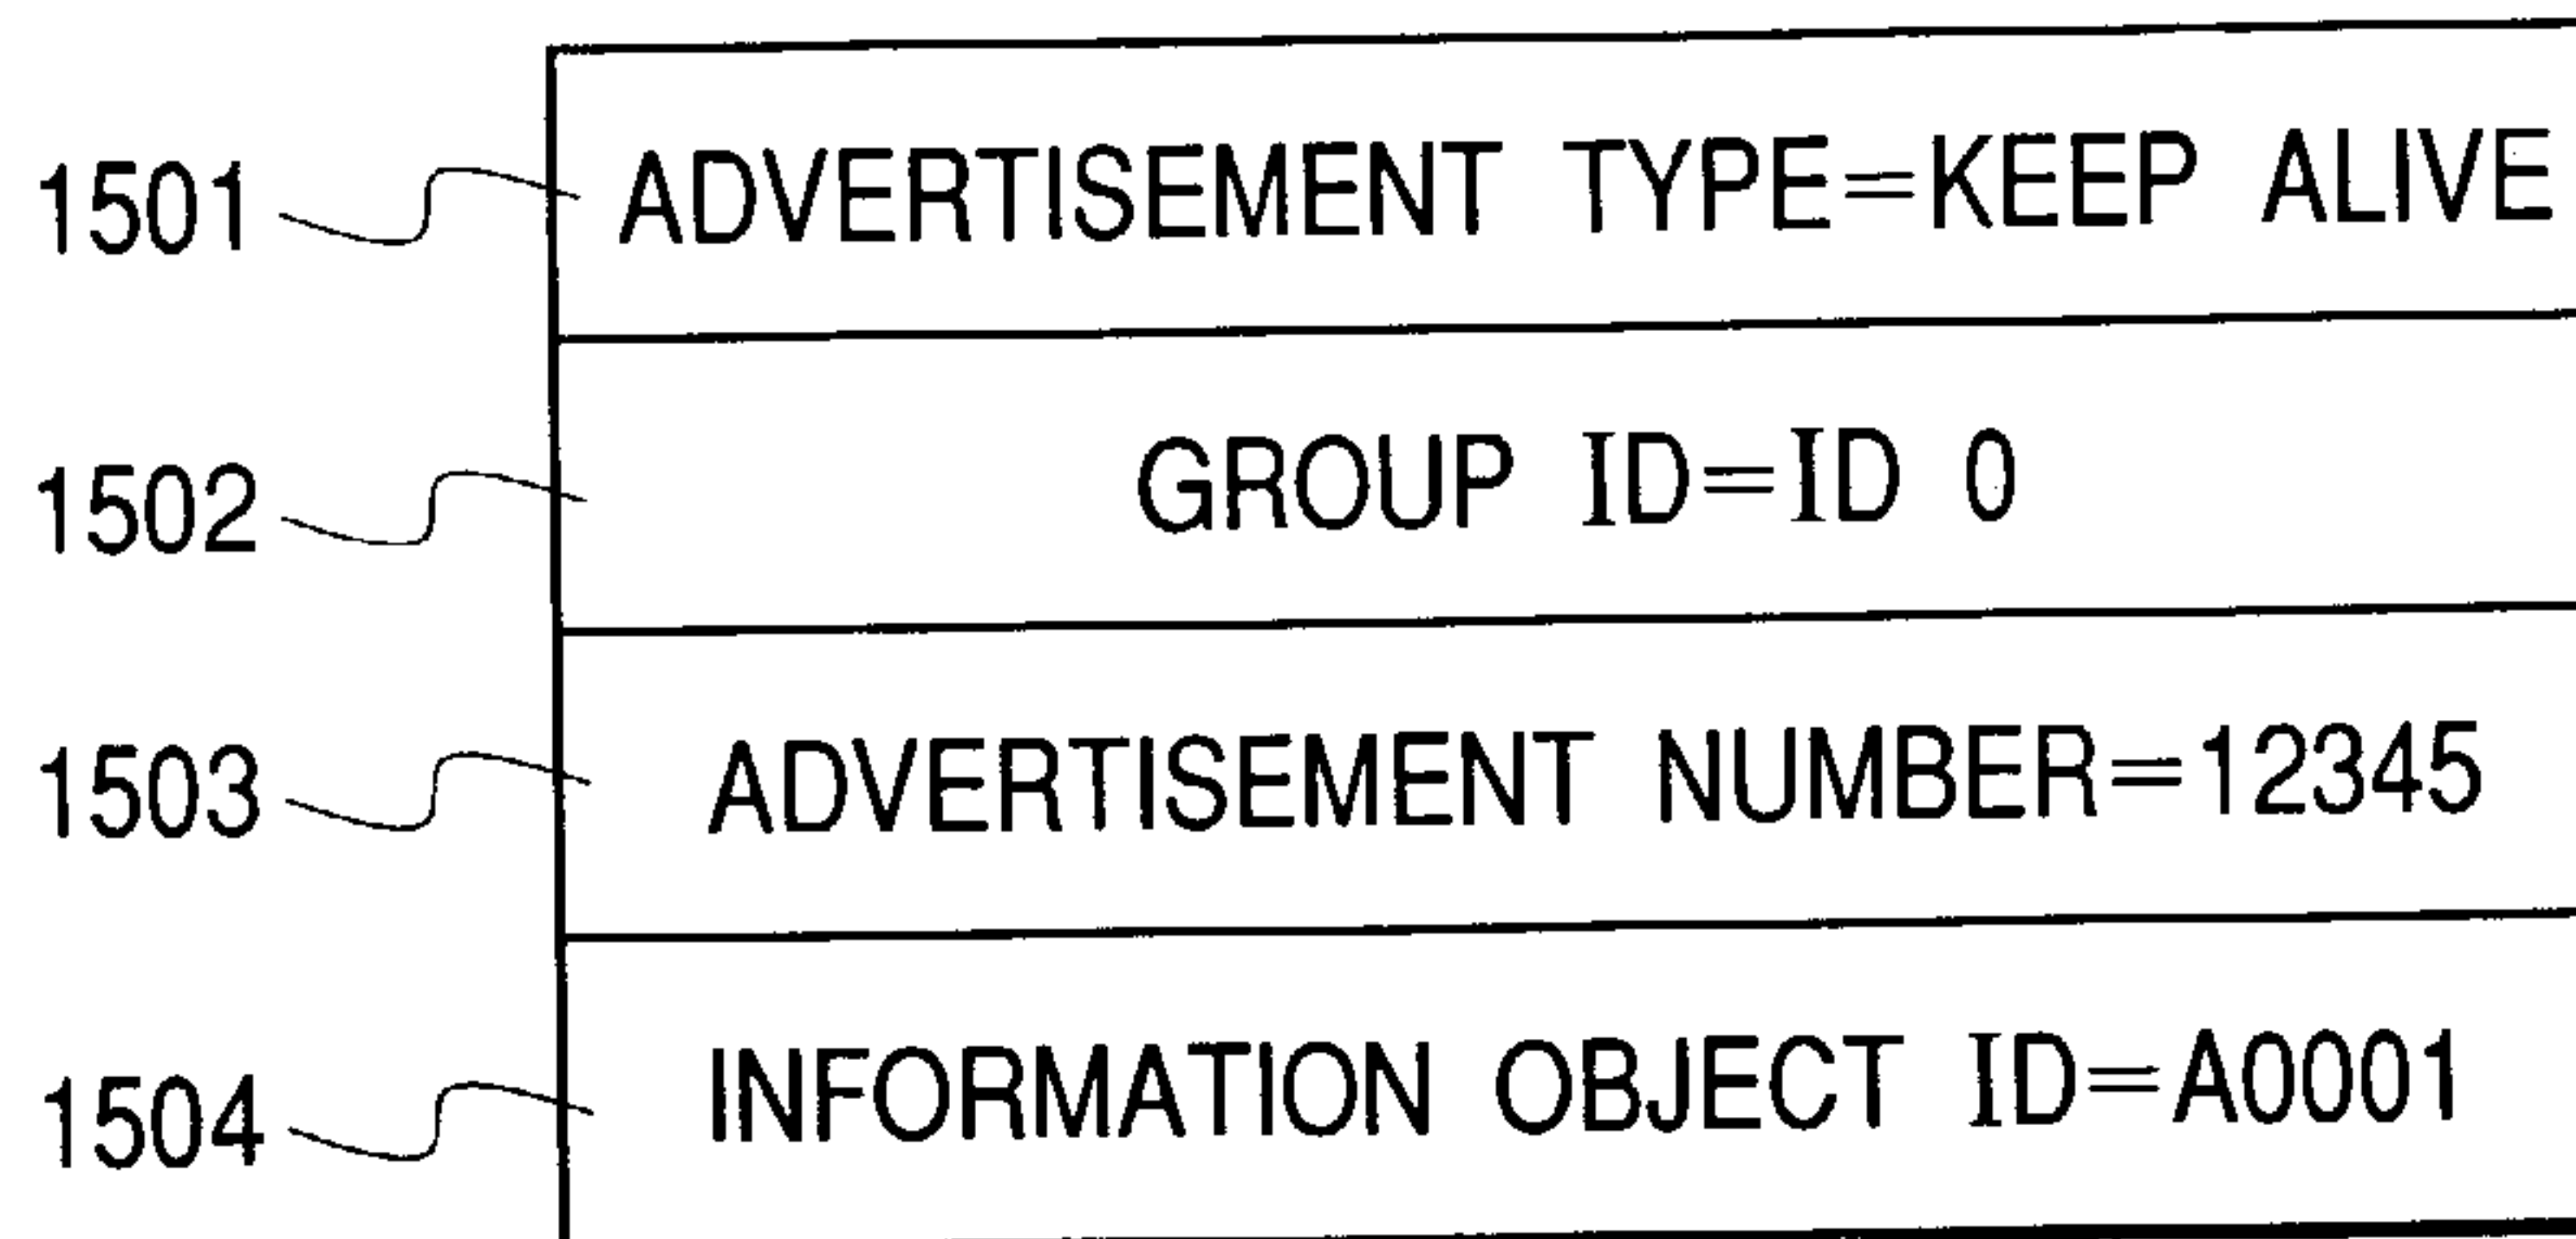 1501 ADVERTISEMENT TYPE=KEEP ALIVE
1502 GROUP ID=ID 0
1503 ADVERTISEMENT NUMBER=12345
1504 INFORMATION OBJECT ID=A0001